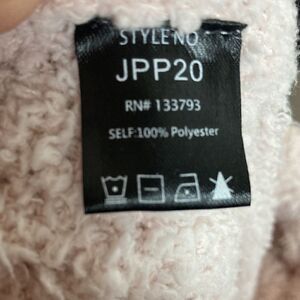 STYLE NO
JPP20
RN# 133793
SELF:100% Polyester